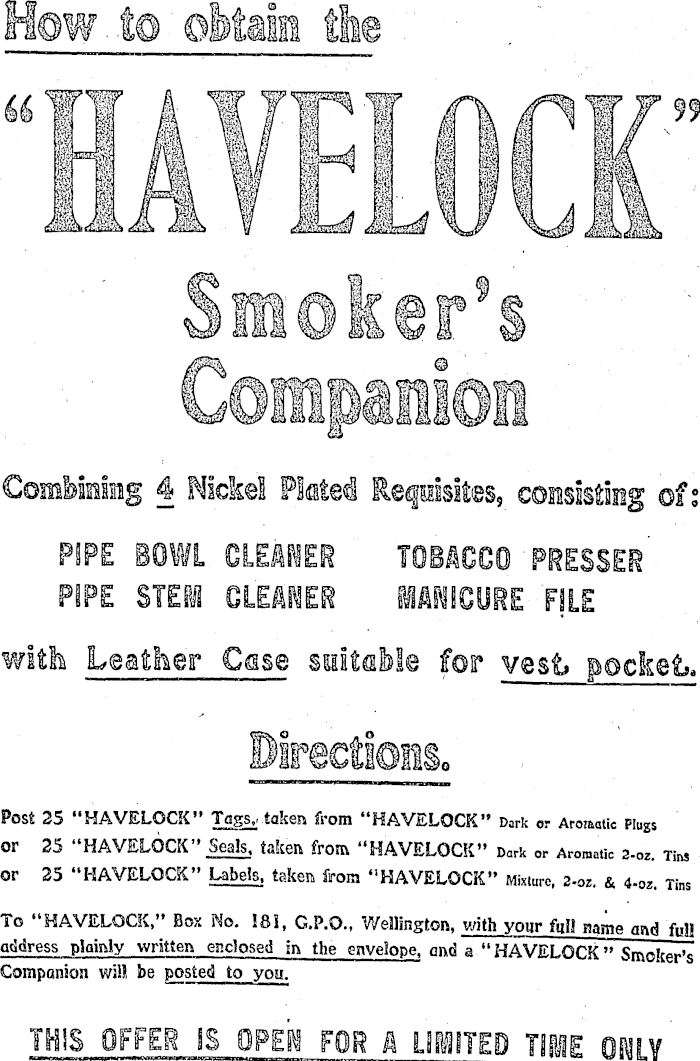 How to obtain the
“HAVELOCK”
Smoker's
Companion
Combining 4 Nickel Plated Requisites, consisting of:
PIPE BOWL CLEANER TOBACCO PRESSER
PIPE STEM CLEANER MANICURE FILE
with Leather Case suitable for vest pocket.
Directions.
Post 25 "HAVELOCK" Tags, taken from "HAVELOCK" Dark or Aromatic Plugs
or 25 "HAVELOCK" Seals, taken from "HAVELOCK" Dark or Aromatic 2-oz. Tins
or 25 "HAVELOCK" Labels, taken from "HAVELOCK" Mixture, 2-oz. & 4-oz. Tins
To "HAVELOCK," Box No. 181, G.P.O., Wellington, with your full name and full
address plainly written enclosed in the envelope, and a "HAVELOCK" Smoker's
Companion will be posted to you.
THIS OFFER IS OPEN FOR A LIMITED TIME ONLY